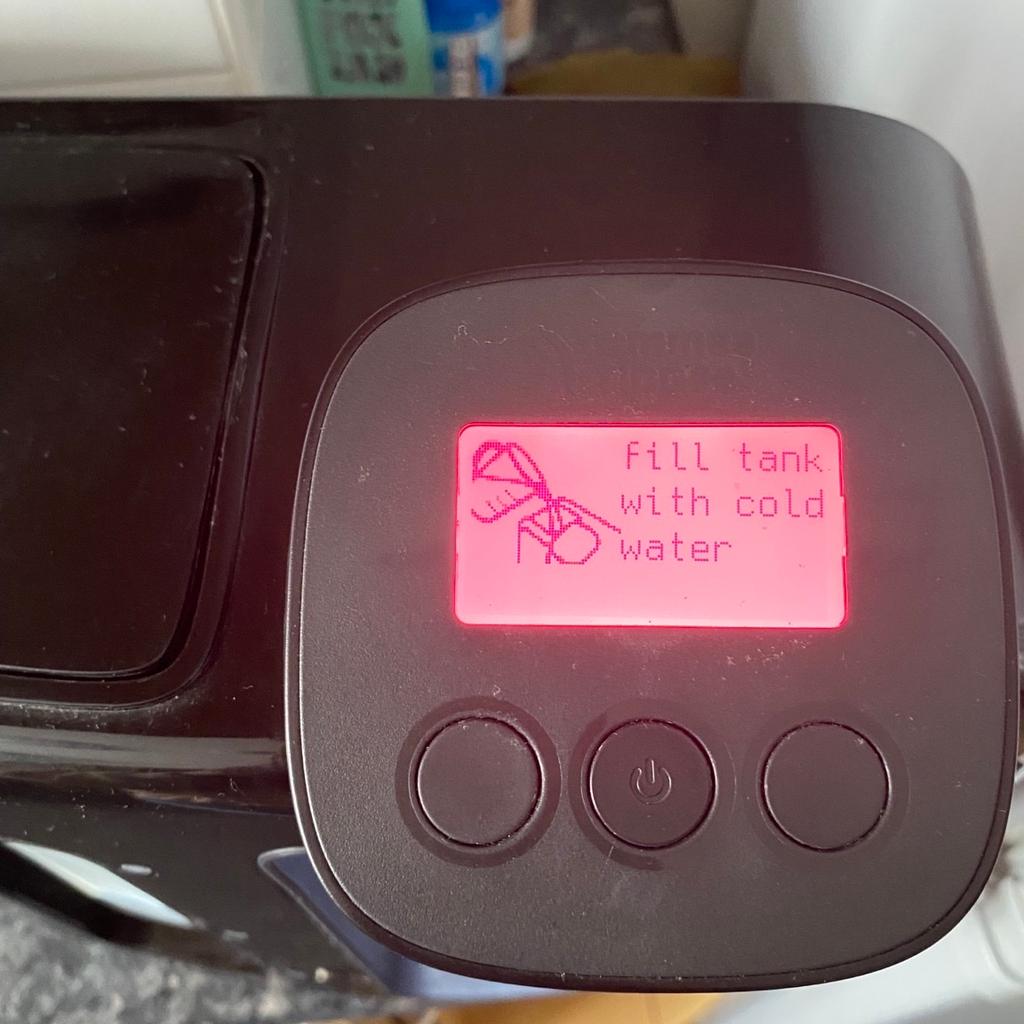 fill tank
with cold
water